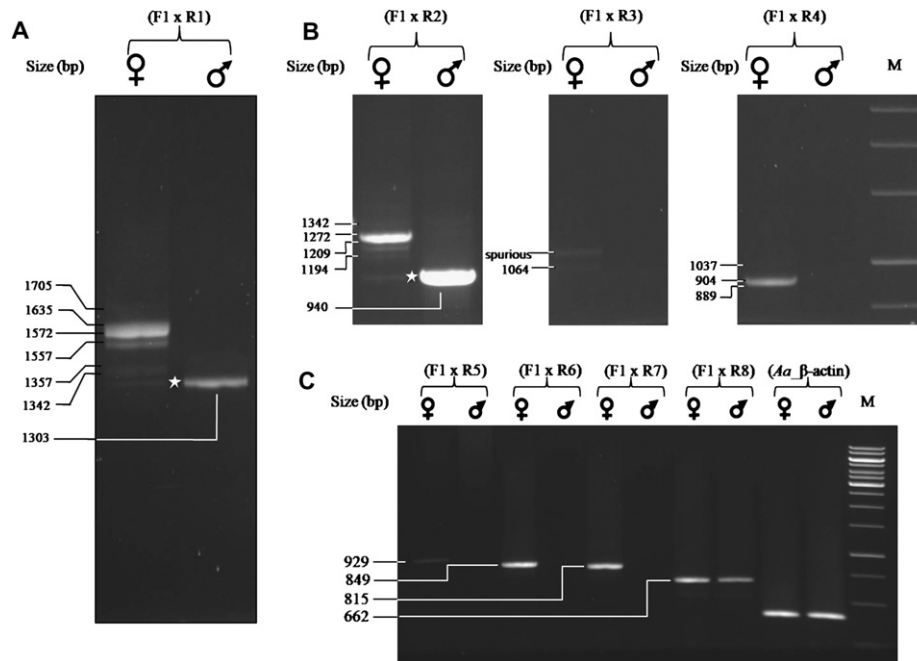 A
(F1 x R1)
Size (bp)
♀ ♂
1705
1635
1572
1557
1357
1342
1303
B
(F1 x R2) (F1 x R3) (F1 x R4)
Size (bp) Size (bp) Size (bp) M
♀ ♂ ♀ ♂ ♀ ♂
1342
1272
1209
1194
940
spurious
1064
1037
904
889
C
(F1 x R5) (F1 x R6) (F1 x R7) (F1 x R8) (Aa_β-actin)
Size (bp) M
♀ ♂ ♀ ♂ ♀ ♂ ♀ ♂ ♀ ♂
929
849
815
662